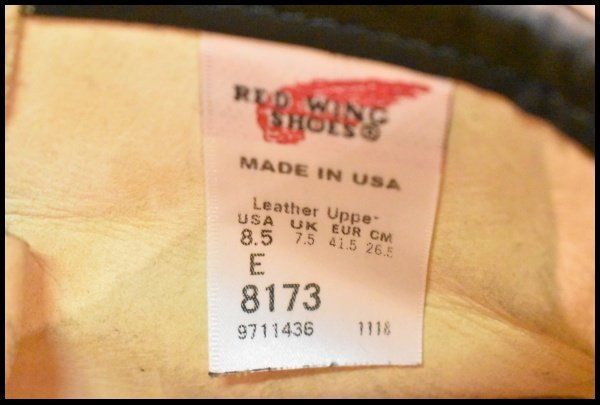 RED WING
SHOES®
MADE IN USA
Leather Uppe
USA UK EUR CM
8.5 7.5 41.5 26.5
E
8173
9711436 1118